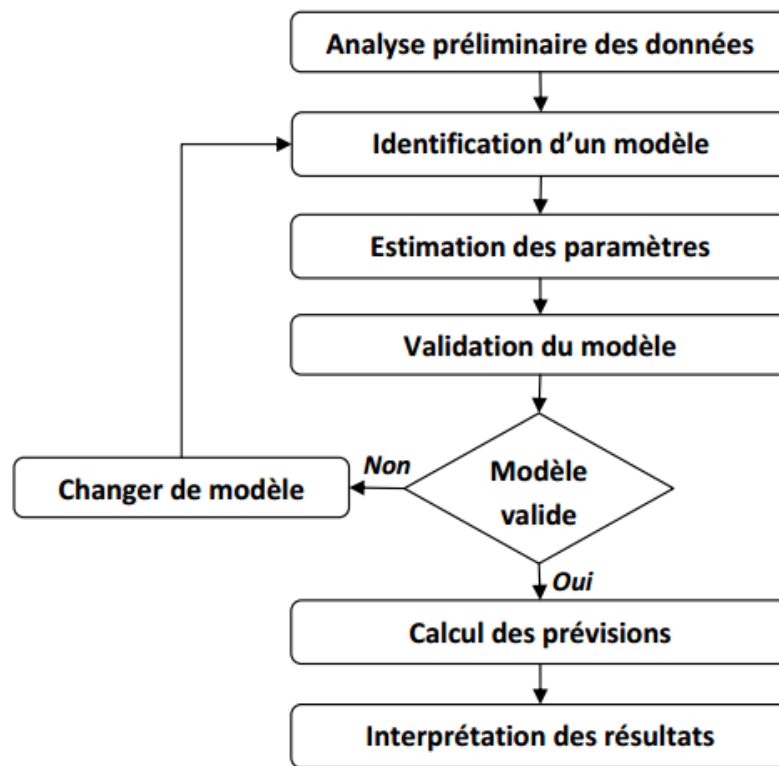 Analyse préliminaire des données
Identification d’un modèle
Estimation des paramètres
Validation du modèle
Modèle
valide
Non
Changer de modèle
Oui
Calcul des prévisions
Interprétation des résultats